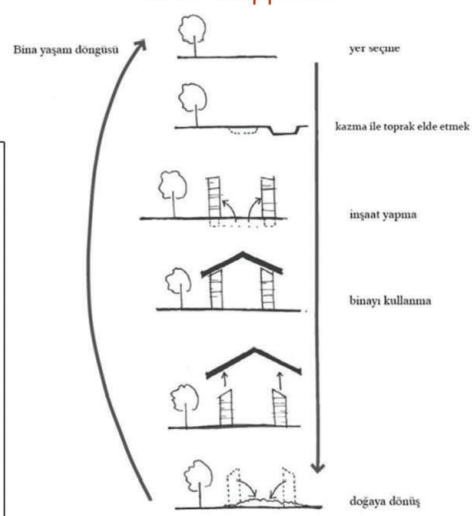 Bina yaşam döngüsü
yer seçme
kazma ile toprak elde etmek
inşaat yapma
binayı kullanma
doğaya dönüş